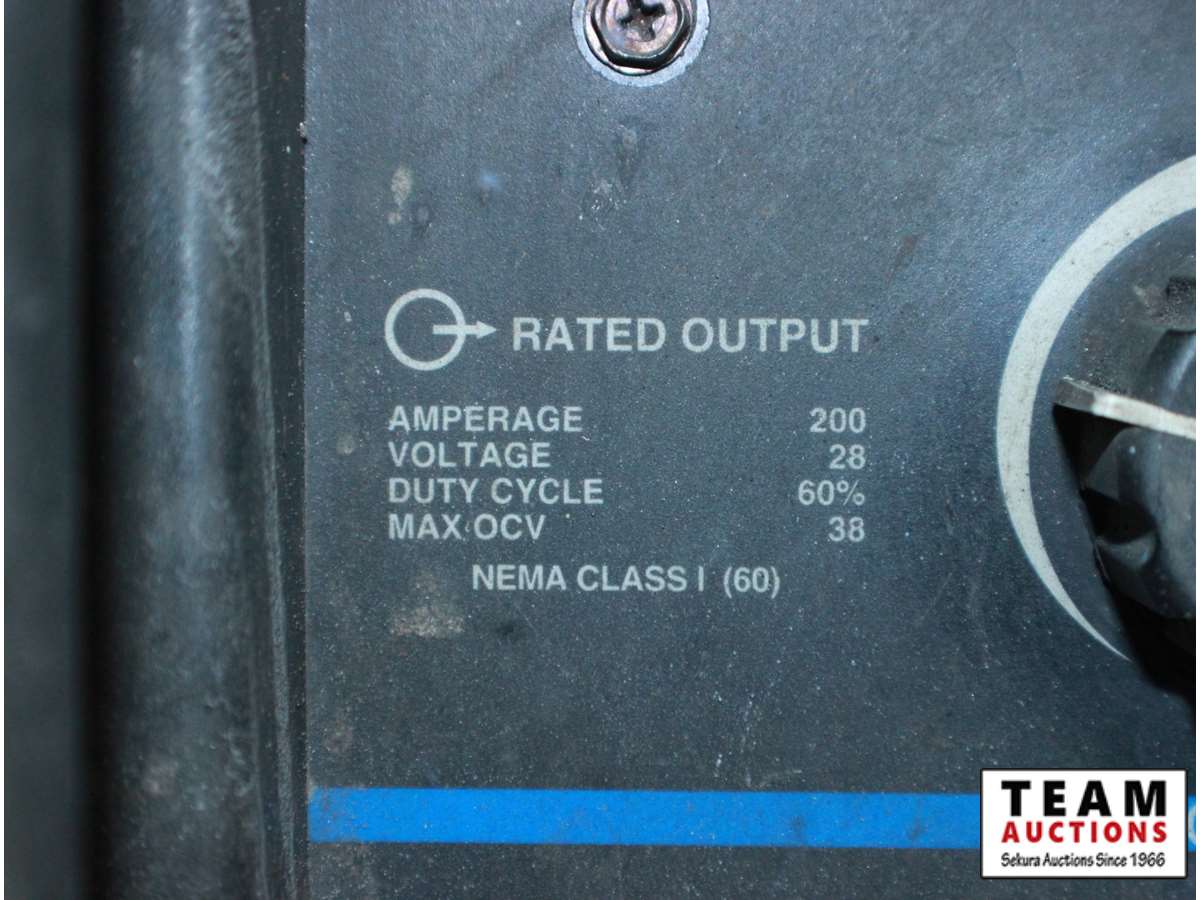 RATED OUTPUT
AMPERAGE 200
VOLTAGE 28
DUTY CYCLE 60%
MAX OCV 38
NEMA CLASS I (60)
TEAM
AUCTIONS
Sekura Auctions Since 1966